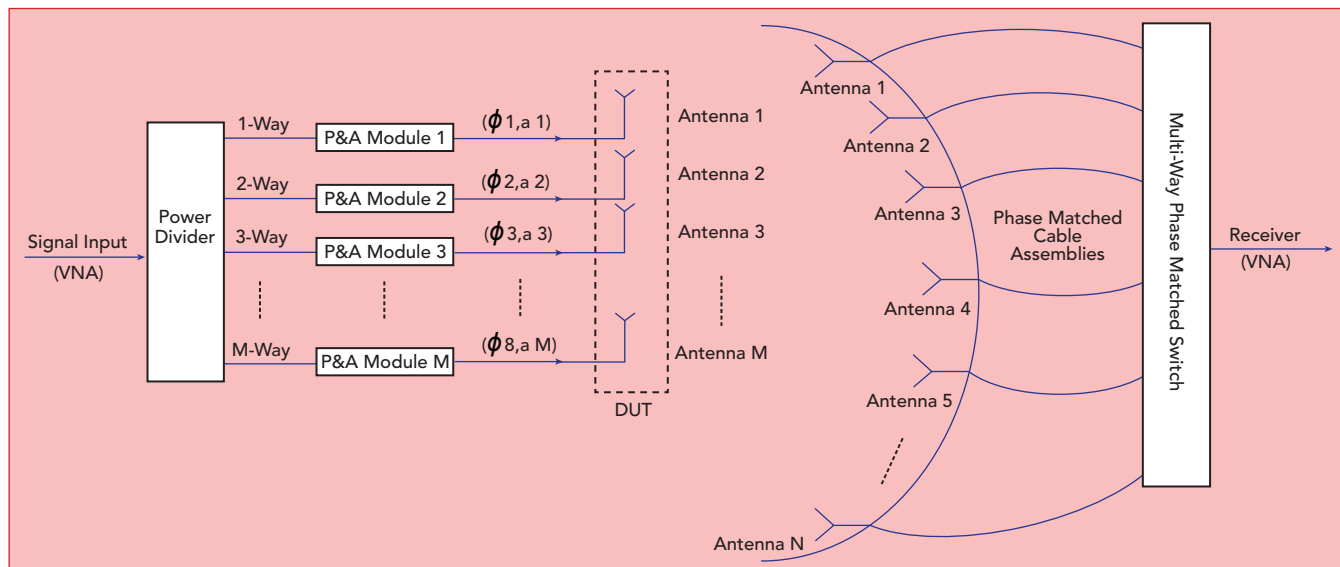 Signal Input
(VNA)
Power
Divider
1-Way
P&A Module 1
(ϕ1,a 1)
2-Way
P&A Module 2
(ϕ2,a 2)
3-Way
P&A Module 3
(ϕ3,a 3)
M-Way
P&A Module M
(ϕ8,a M)
DUT
Antenna 1
Antenna 2
Antenna 3
Antenna M
Antenna 1
Antenna 2
Antenna 3
Antenna 4
Antenna 5
Antenna N
Phase Matched
Cable
Assemblies
Multi-Way Phase Matched Switch
Receiver
(VNA)